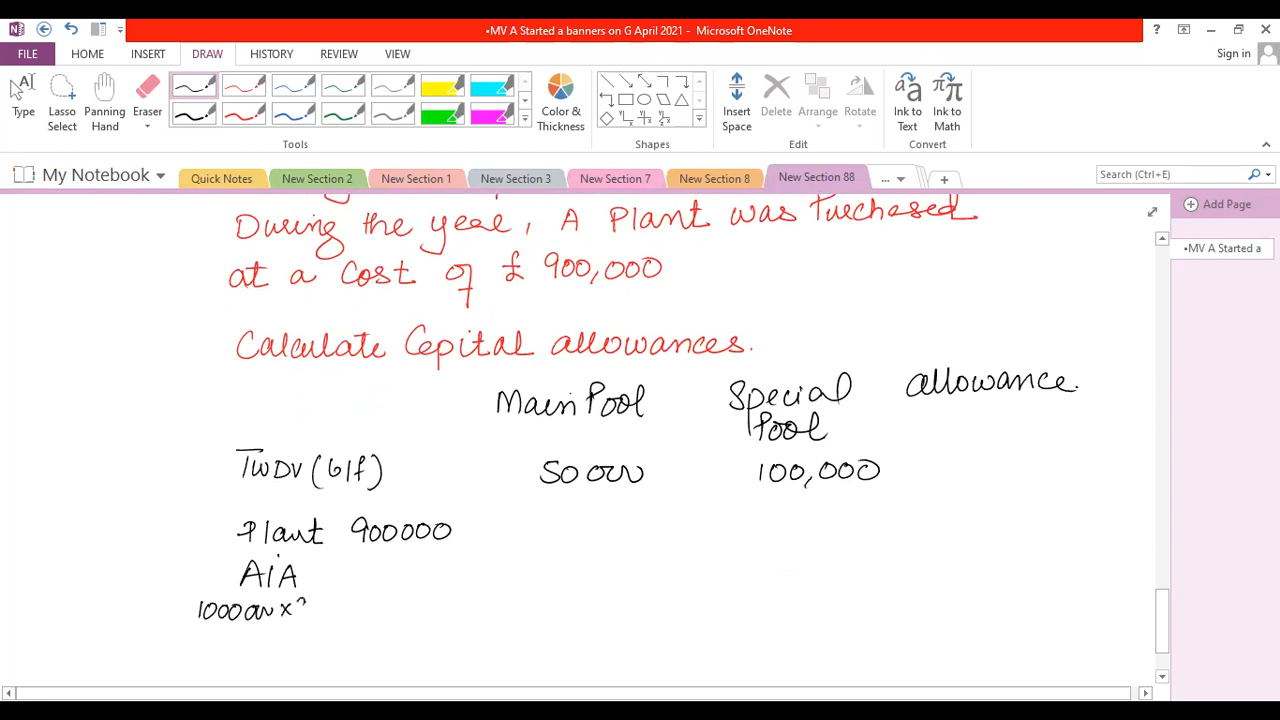 •MV A Started a banners on G April 2021 - Microsoft OneNote
Sign in
FILE HOME INSERT DRAW HISTORY REVIEW VIEW
Type
Lasso Select
Panning Hand
Eraser
Color & Thickness
Insert Space
Delete
Arrange
Rotate
Ink to Text
Ink to Math
Tools
Shapes
Edit
Convert
My Notebook
Quick Notes
New Section 2
New Section 1
New Section 3
New Section 7
New Section 8
New Section 88
...
Search (Ctrl+E)
Add Page
•MV A Started a
During the year, A Plant was Purchased
at a Cost of £ 900,000
Calculate Capital allowances.
Main Pool Special Pool allowance.
TWDV (b/f) 50000 100,000
Plant 900000
AIA
1000000 x